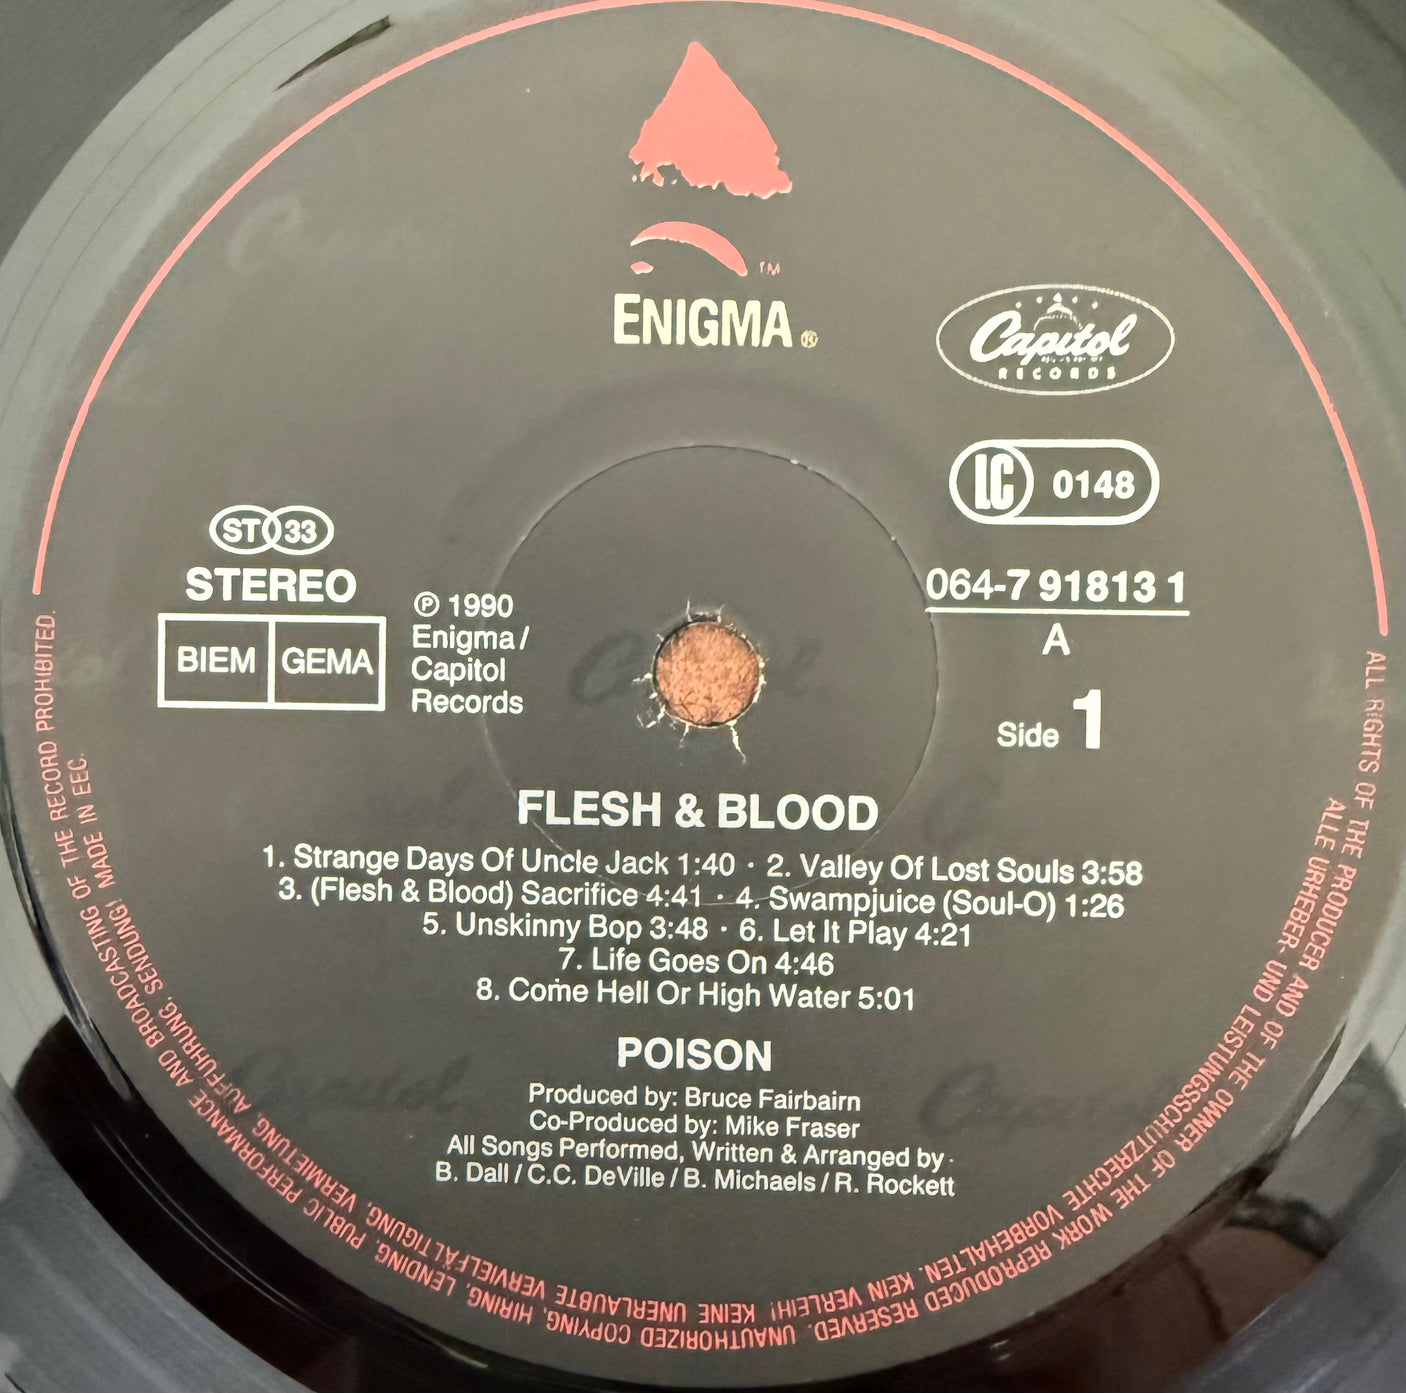 ™
ENIGMA®
Capitol
RECORDS
LC 0148
ST 33
STEREO
BIEM GEMA
℗ 1990
Enigma/
Capitol
Records
064-7 91813 1
A
Side 1
FLESH & BLOOD
1. Strange Days Of Uncle Jack 1:40 · 2. Valley Of Lost Souls 3:58
3. (Flesh & Blood) Sacrifice 4:41 · 4. Swampjuice (Soul-O) 1:26
5. Unskinny Bop 3:48 · 6. Let It Play 4:21
7. Life Goes On 4:46
8. Come Hell Or High Water 5:01
POISON
Produced by: Bruce Fairbairn
Co-Produced by: Mike Fraser
All Songs Performed, Written & Arranged by
B. Dall / C.C. DeVille / B. Michaels / R. Rockett
ALL RIGHTS OF THE PRODUCER AND OF THE OWNER OF THE WORK REPRODUCED RESERVED. UNAUTHORIZED COPYING, HIRING, LENDING, PUBLIC PERFORMANCE AND BROADCASTING OF THE RECORD PROHIBITED.
ALLE URHEBER- UND LEISTUNGSSCHUTZRECHTE VORBEHALTEN. KEIN VERLEIH! KEINE UNERLAUBTE VERVIELFÄLTIGUNG, VERMIETUNG, AUFFÜHRUNG, SENDUNG! MADE IN EEC.